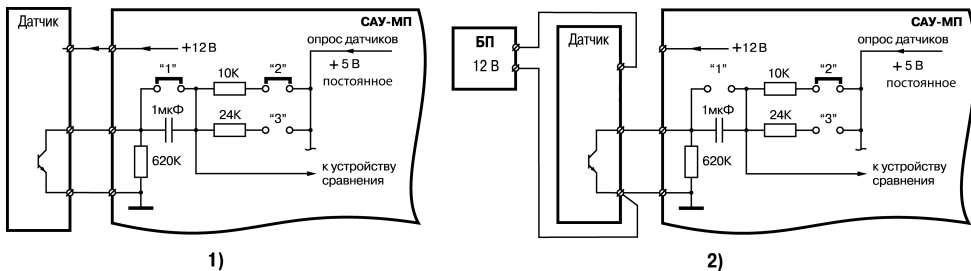 Датчик
САУ-МП
+12 В
опрос датчиков
+ 5 В
постоянное
"1"
10К
"2"
1мкФ
24К
"3"
620К
к устройству
сравнения
1)
БП
12 В
Датчик
САУ-МП
+12В
опрос датчиков
+ 5 В
постоянное
"1"
10К
"2"
1мкФ
24К
"3"
620К
к устройству
сравнения
2)